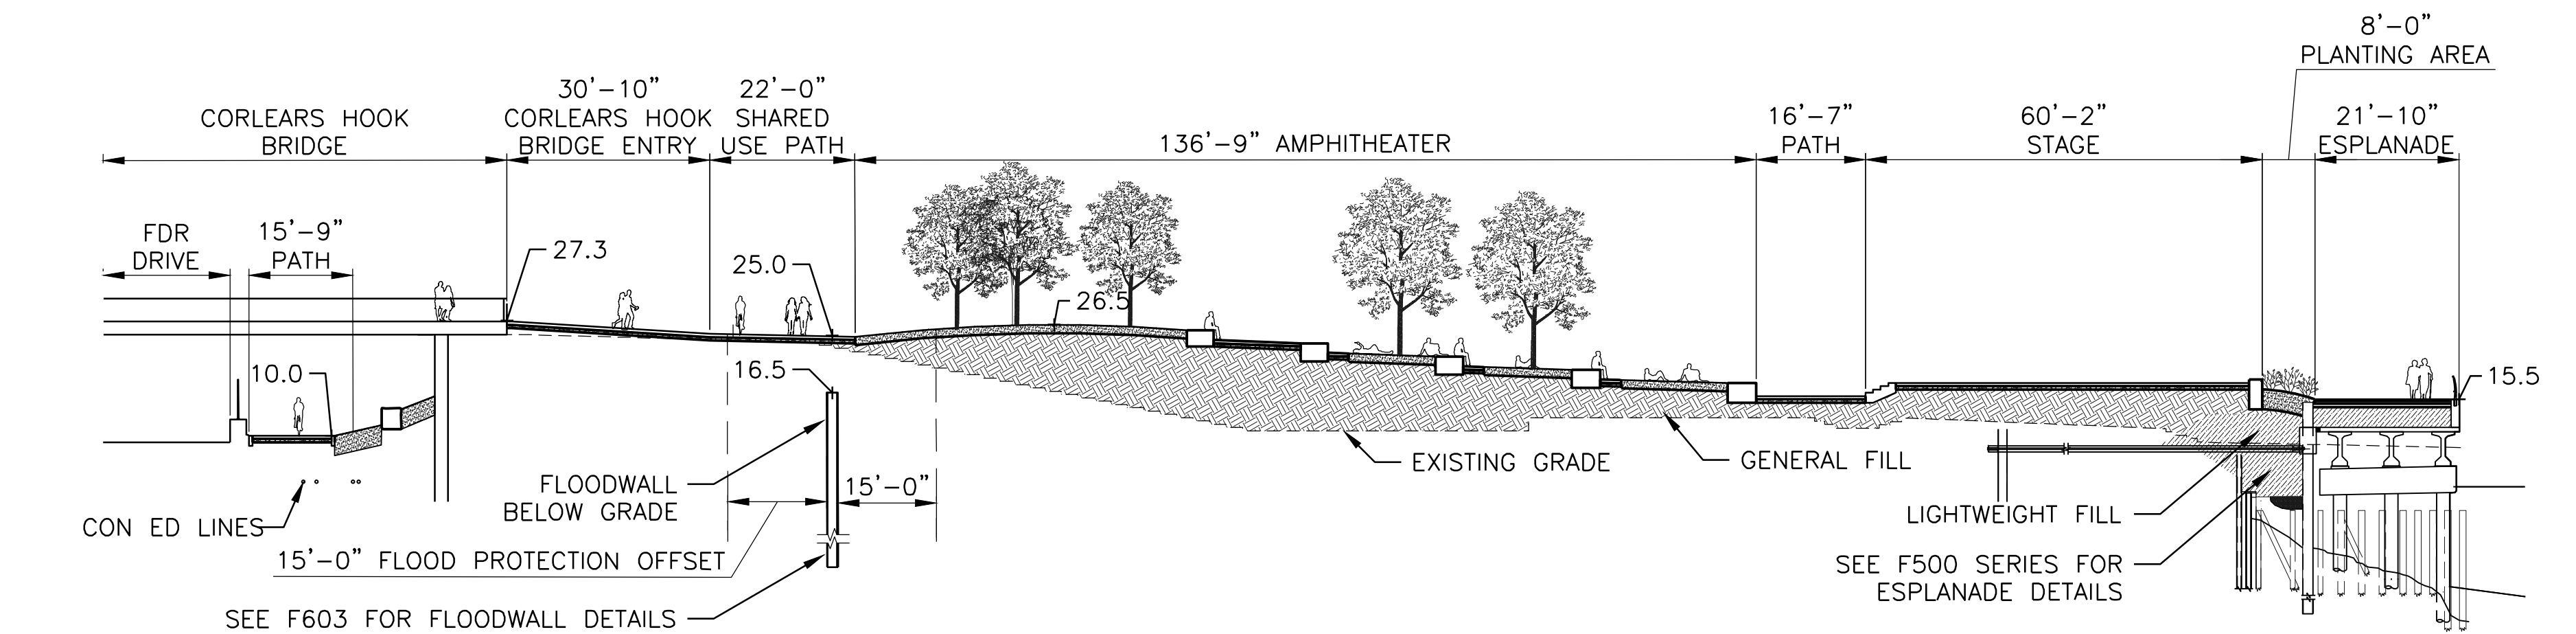 8'-0"
PLANTING AREA
30'-10"
CORLEARS HOOK
BRIDGE ENTRY
22'-0"
SHARED
USE PATH
CORLEARS HOOK
BRIDGE
136'-9" AMPHITHEATER
16'-7"
PATH
60'-2"
STAGE
21'-10"
ESPLANADE
FDR
DRIVE
15'-9"
PATH
27.3
25.0
26.5
10.0
16.5
15.5
EXISTING GRADE
GENERAL FILL
FLOODWALL
BELOW GRADE
15'-0"
CON ED LINES
LIGHTWEIGHT FILL
15'-0" FLOOD PROTECTION OFFSET
SEE F500 SERIES FOR
ESPLANADE DETAILS
SEE F603 FOR FLOODWALL DETAILS